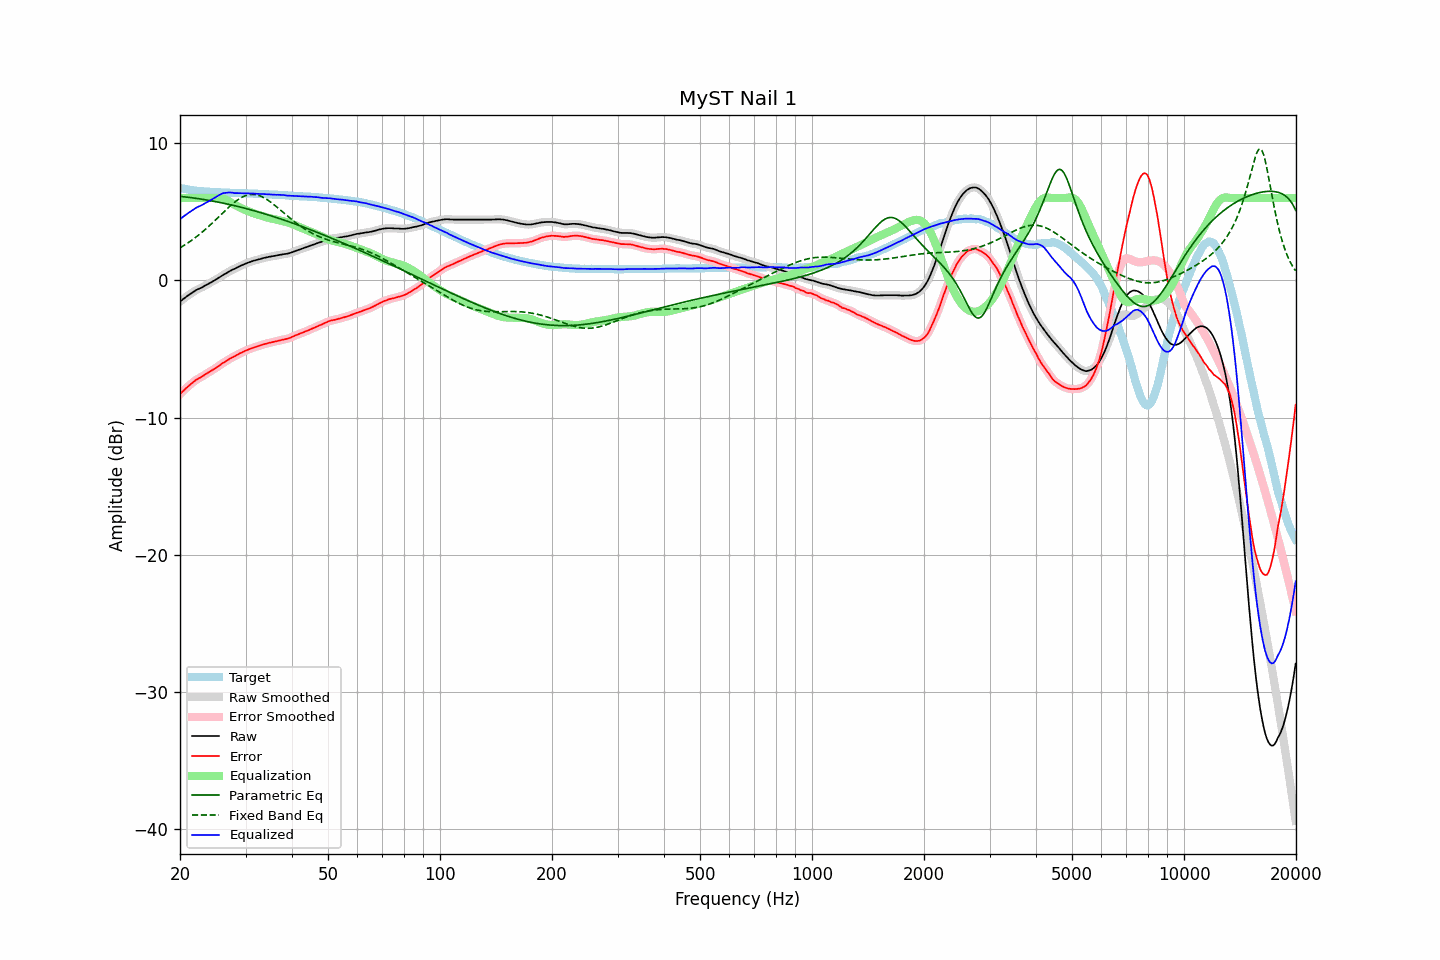 MyST Nail 1
10
0
−10
−20
−30
−40
Amplitude (dBr)
Target
Raw Smoothed
Error Smoothed
Raw
Error
Equalization
Parametric Eq
Fixed Band Eq
Equalized
20 50 100 200 500 1000 2000 5000 10000 20000
Frequency (Hz)